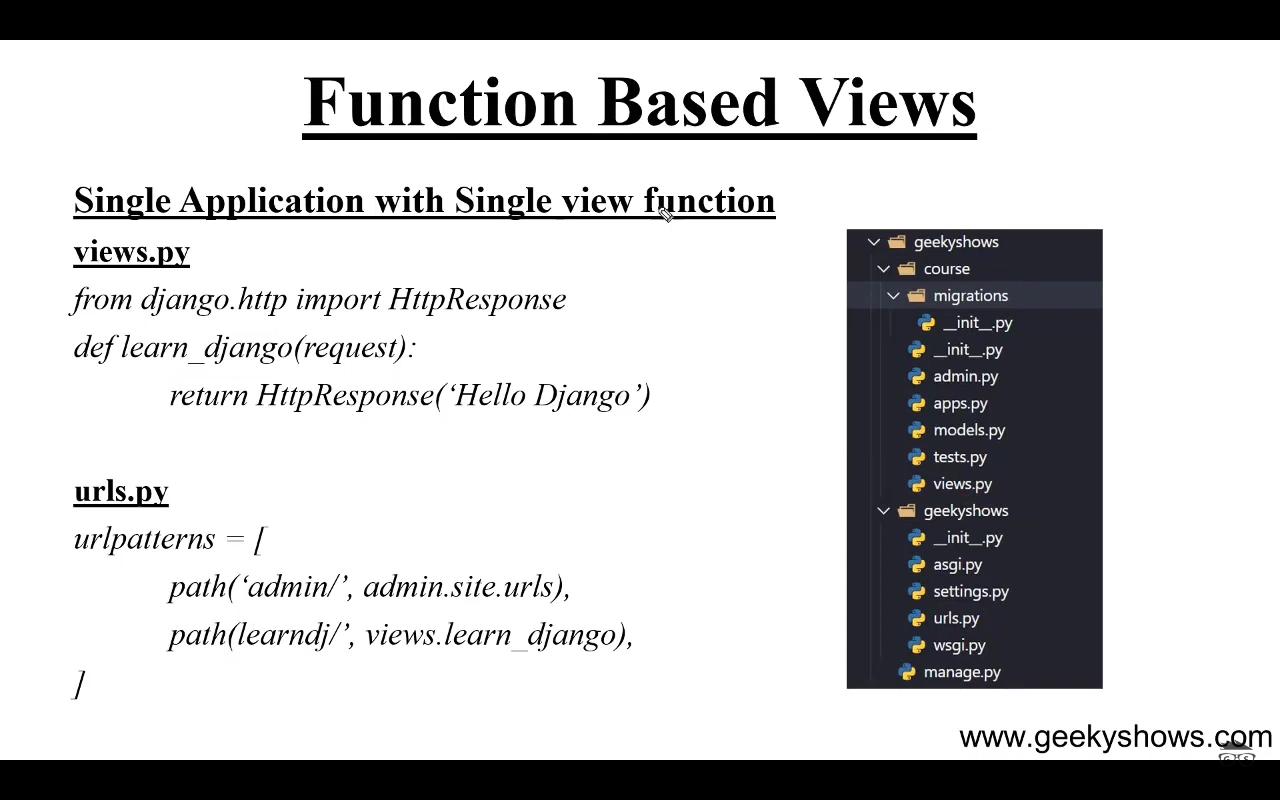 Function Based Views
Single Application with Single view function
views.py
from django.http import HttpResponse
def learn_django(request):
return HttpResponse(‘Hello Django’)
urls.py
urlpatterns = [
path(‘admin/’, admin.site.urls),
path(learndj/’, views.learn_django),
]
geekyshows
course
migrations
__init__.py
__init__.py
admin.py
apps.py
models.py
tests.py
views.py
geekyshows
__init__.py
asgi.py
settings.py
urls.py
wsgi.py
manage.py
www.geekyshows.com